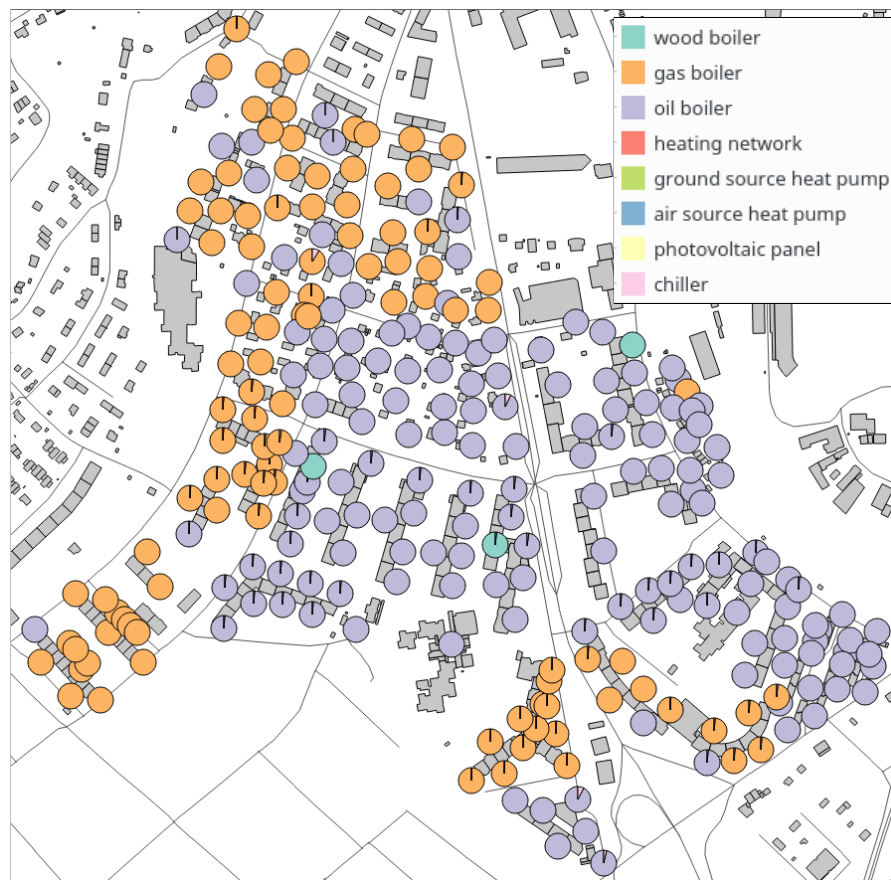 wood boiler
gas boiler
oil boiler
heating network
ground source heat pump
air source heat pump
photovoltaic panel
chiller